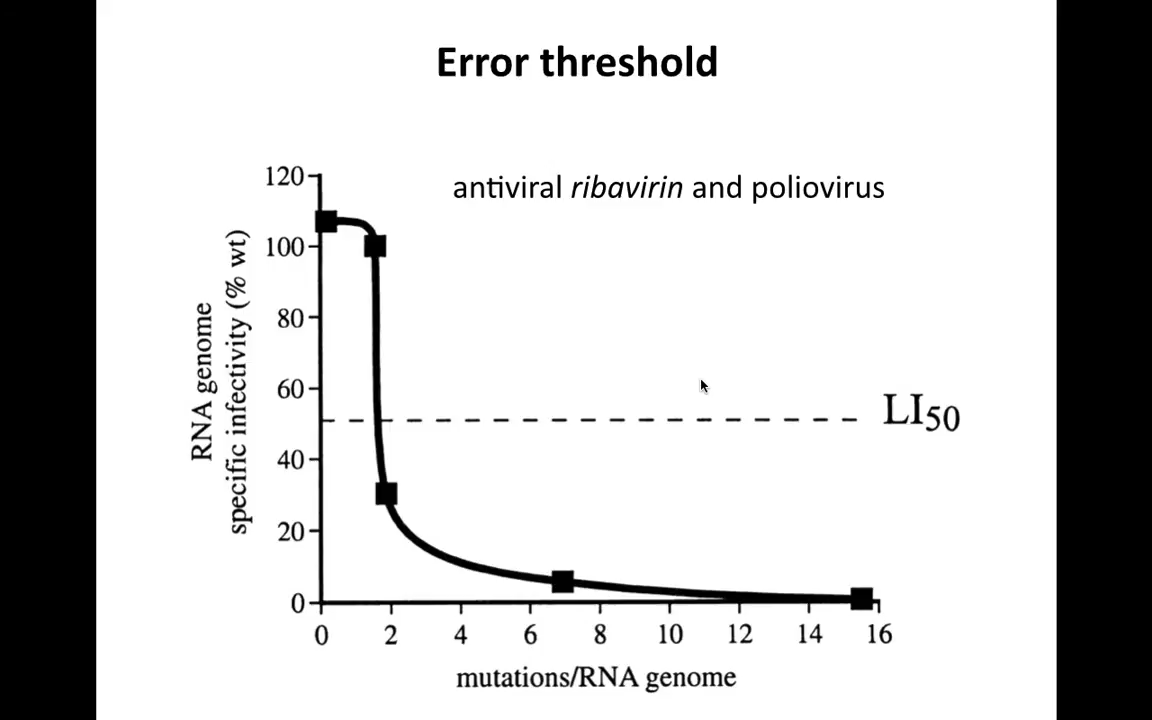 Error threshold
antiviral ribavirin and poliovirus
120
100
80
60
40
20
0
RNA genome
specific infectivity (% wt)
LI50
0 2 4 6 8 10 12 14 16
mutations/RNA genome